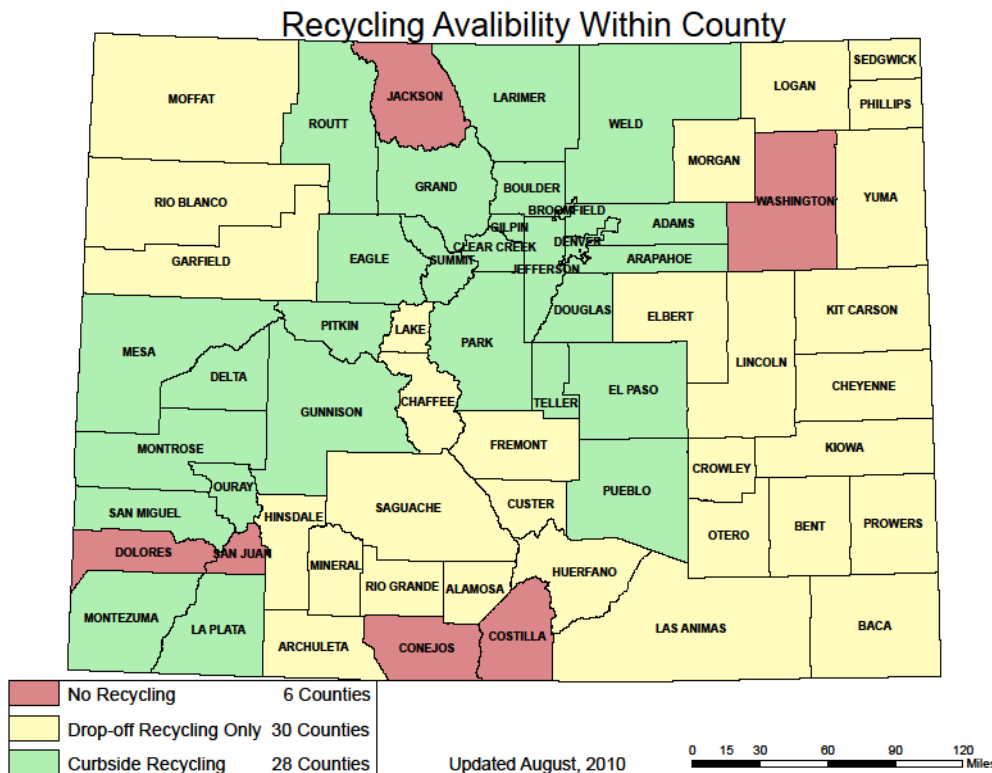 Recycling Avalibility Within County
SEDGWICK
LOGAN
MOFFAT
JACKSON
LARIMER
PHILLIPS
ROUTT
WELD
MORGAN
GRAND
BOULDER
WASHINGTON
YUMA
RIO BLANCO
BROOMFIELD
GILPIN
ADAMS
DENVER
CLEAR CREEK
GARFIELD
EAGLE
SUMMIT
ARAPAHOE
JEFFERSON
DOUGLAS
KIT CARSON
ELBERT
PITKIN
LAKE
PARK
MESA
LINCOLN
DELTA
CHEYENNE
EL PASO
CHAFFEE
TELLER
GUNNISON
FREMONT
MONTROSE
KIOWA
CROWLEY
OURAY
PUEBLO
CUSTER
SAGUACHE
SAN MIGUEL
HINSDALE
BENT
PROWERS
OTERO
DOLORES
SAN JUAN
MINERAL
HUERFANO
RIO GRANDE
ALAMOSA
MONTEZUMA
LA PLATA
LAS ANIMAS
BACA
COSTILLA
ARCHULETA
CONEJOS
No Recycling 6 Counties
Drop-off Recycling Only 30 Counties
Curbside Recycling 28 Counties
Updated August, 2010
0 15 30 60 90 120
Miles